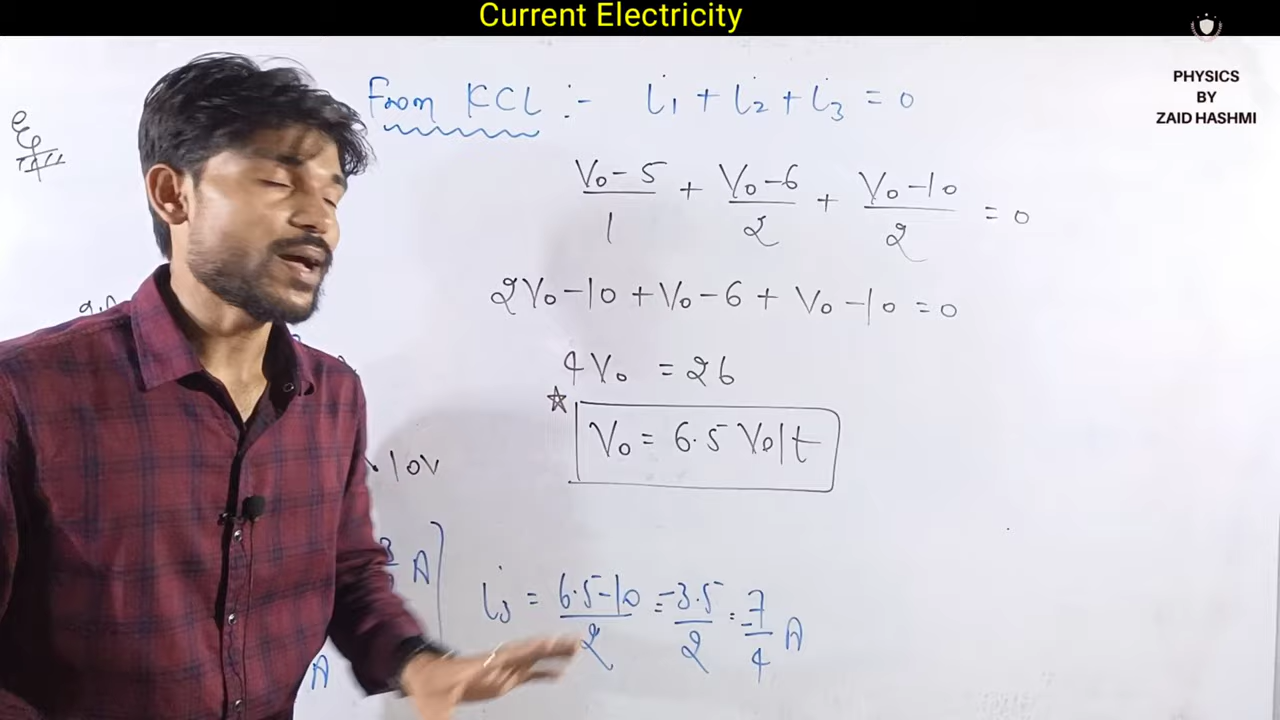 Current Electricity
PHYSICS
BY
ZAID HASHMI
From KCL :- i₁ + i₂ + i₃ = 0
(V₀-5)/1 + (V₀-6)/2 + (V₀-10)/2 = 0
2V₀-10 + V₀-6 + V₀-10 = 0
4V₀ = 26
☆ V₀ = 6.5 Volt
10V
A
i₃ = (6.5-10)/2 = -3.5/2 = -7/4 A
A